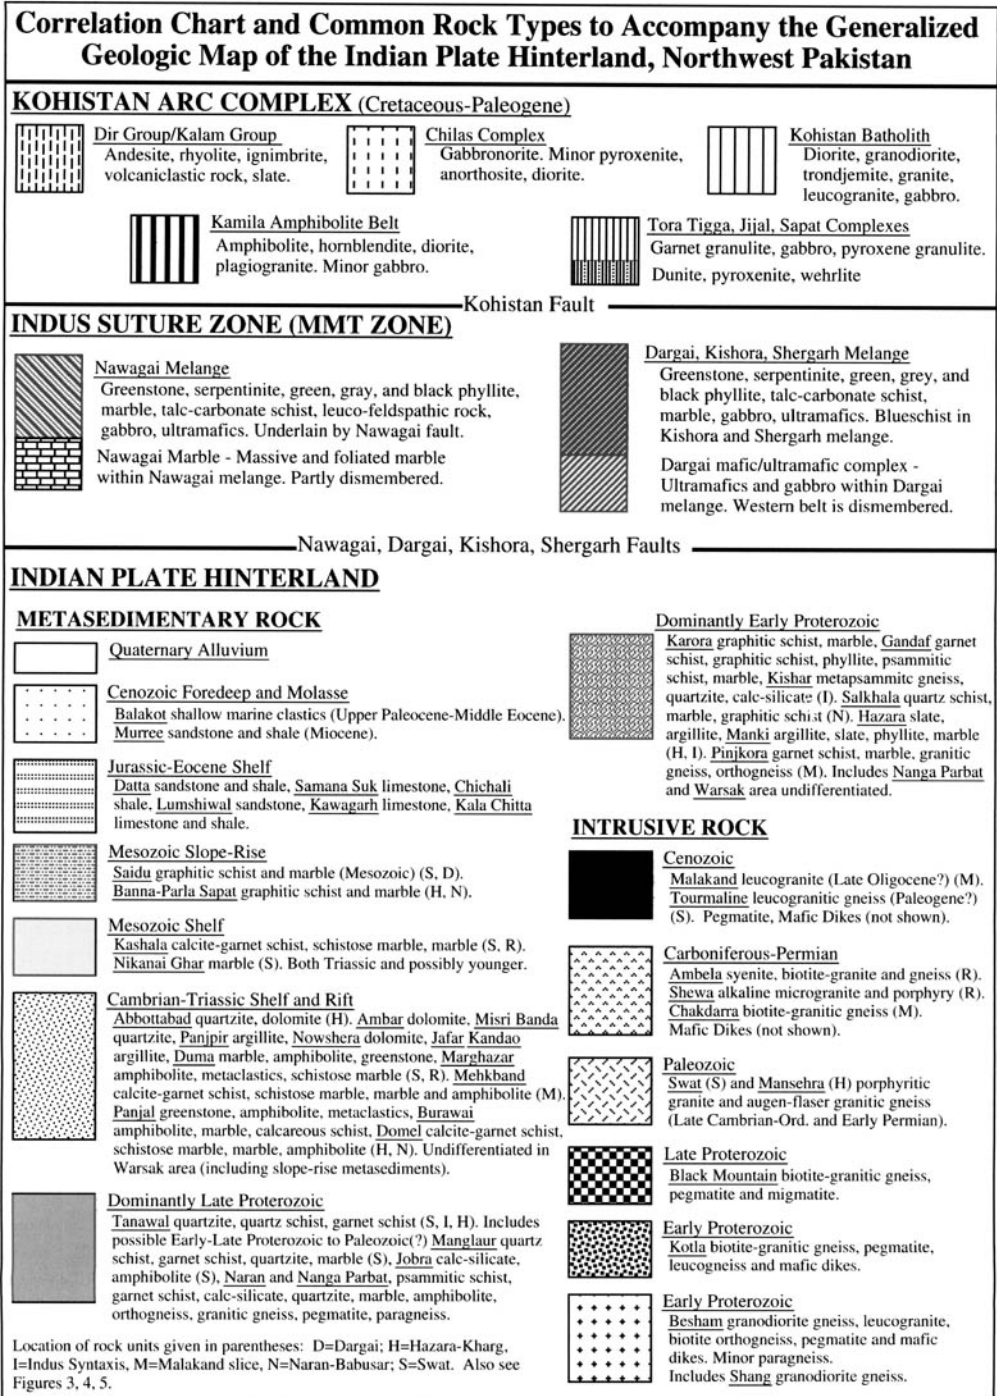 Correlation Chart and Common Rock Types to Accompany the Generalized
Geologic Map of the Indian Plate Hinterland, Northwest Pakistan
KOHISTAN ARC COMPLEX (Cretaceous-Paleogene)
Dir Group/Kalam Group
Andesite, rhyolite, ignimbrite,
volcaniclastic rock, slate.
Chilas Complex
Gabbronorite. Minor pyroxenite,
anorthosite, diorite.
Kohistan Batholith
Diorite, granodiorite,
trondjemite, granite,
leucogranite, gabbro.
Kamila Amphibolite Belt
Amphibolite, hornblendite, diorite,
plagiogranite. Minor gabbro.
Tora Tigga, Jijal, Sapat Complexes
Garnet granulite, gabbro, pyroxene granulite.
Dunite, pyroxenite, wehrlite
Kohistan Fault
INDUS SUTURE ZONE (MMT ZONE)
Nawagai Melange
Greenstone, serpentinite, green, gray, and black phyllite,
marble, talc-carbonate schist, leuco-feldspathic rock,
gabbro, ultramafics. Underlain by Nawagai fault.
Nawagai Marble - Massive and foliated marble
within Nawagai melange. Partly dismembered.
Dargai, Kishora, Shergarh Melange
Greenstone, serpentinite, green, grey, and
black phyllite, talc-carbonate schist,
marble, gabbro, ultramafics. Blueschist in
Kishora and Shergarh melange.
Dargai mafic/ultramafic complex -
Ultramafics and gabbro within Dargai
melange. Western belt is dismembered.
Nawagai, Dargai, Kishora, Shergarh Faults
INDIAN PLATE HINTERLAND
METASEDIMENTARY ROCK
Quaternary Alluvium
Cenozoic Foredeep and Molasse
Balakot shallow marine clastics (Upper Paleocene-Middle Eocene).
Murree sandstone and shale (Miocene).
Jurassic-Eocene Shelf
Datta sandstone and shale, Samana Suk limestone, Chichali
shale, Lumshiwal sandstone, Kawagarh limestone, Kala Chitta
limestone and shale.
Mesozoic Slope-Rise
Saidu graphitic schist and marble (Mesozoic) (S, D).
Banna-Parla Sapat graphitic schist and marble (H, N).
Mesozoic Shelf
Kashala calcite-garnet schist, schistose marble, marble (S, R).
Nikanai Ghar marble (S). Both Triassic and possibly younger.
Cambrian-Triassic Shelf and Rift
Abbottabad quartzite, dolomite (H). Ambar dolomite, Misri Banda
quartzite, Panjpir argillite, Nowshera dolomite, Jafar Kandao
argillite, Duma marble, amphibolite, greenstone, Marghazar
amphibolite, metaclastics, schistose marble (S, R). Mehkband
calcite-garnet schist, schistose marble, marble and amphibolite (M).
Panjal greenstone, amphibolite, metaclastics, Burawai
amphibolite, marble, calcareous schist, Domel calcite-garnet schist,
schistose marble, marble, amphibolite (H, N). Undifferentiated in
Warsak area (including slope-rise metasediments).
Dominantly Late Proterozoic
Tanawal quartzite, quartz schist, garnet schist (S, I, H). Includes
possible Early-Late Proterozoic to Paleozoic(?) Manglaur quartz
schist, garnet schist, quartzite, marble (S), Jobra calc-silicate,
amphibolite (S), Naran and Nanga Parbat, psammitic schist,
garnet schist, calc-silicate, quartzite, marble, amphibolite,
orthogneiss, granitic gneiss, pegmatite, paragneiss.
Location of rock units given in parentheses: D=Dargai; H=Hazara-Kharg,
I=Indus Syntaxis, M=Malakand slice, N=Naran-Babusar; S=Swat. Also see
Figures 3, 4, 5.
Dominantly Early Proterozoic
Karora graphitic schist, marble, Gandaf garnet
schist, graphitic schist, phyllite, psammitic
schist, marble, Kishar metapsammitc gneiss,
quartzite, calc-silicate (I). Salkhala quartz schist,
marble, graphitic schist (N). Hazara slate,
argillite, Manki argillite, slate, phyllite, marble
(H, I). Pinjkora garnet schist, marble, granitic
gneiss, orthogneiss (M). Includes Nanga Parbat
and Warsak area undifferentiated.
INTRUSIVE ROCK
Cenozoic
Malakand leucogranite (Late Oligocene?) (M).
Tourmaline leucogranitic gneiss (Paleogene?)
(S). Pegmatite, Mafic Dikes (not shown).
Carboniferous-Permian
Ambela syenite, biotite-granite and gneiss (R).
Shewa alkaline microgranite and porphyry (R).
Chakdarra biotite-granitic gneiss (M).
Mafic Dikes (not shown).
Paleozoic
Swat (S) and Mansehra (H) porphyritic
granite and augen-flaser granitic gneiss
(Late Cambrian-Ord. and Early Permian).
Late Proterozoic
Black Mountain biotite-granitic gneiss,
pegmatite and migmatite.
Early Proterozoic
Kotla biotite-granitic gneiss, pegmatite,
leucogneiss and mafic dikes.
Early Proterozoic
Besham granodiorite gneiss, leucogranite,
biotite orthogneiss, pegmatite and mafic
dikes. Minor paragneiss.
Includes Shang granodiorite gneiss.